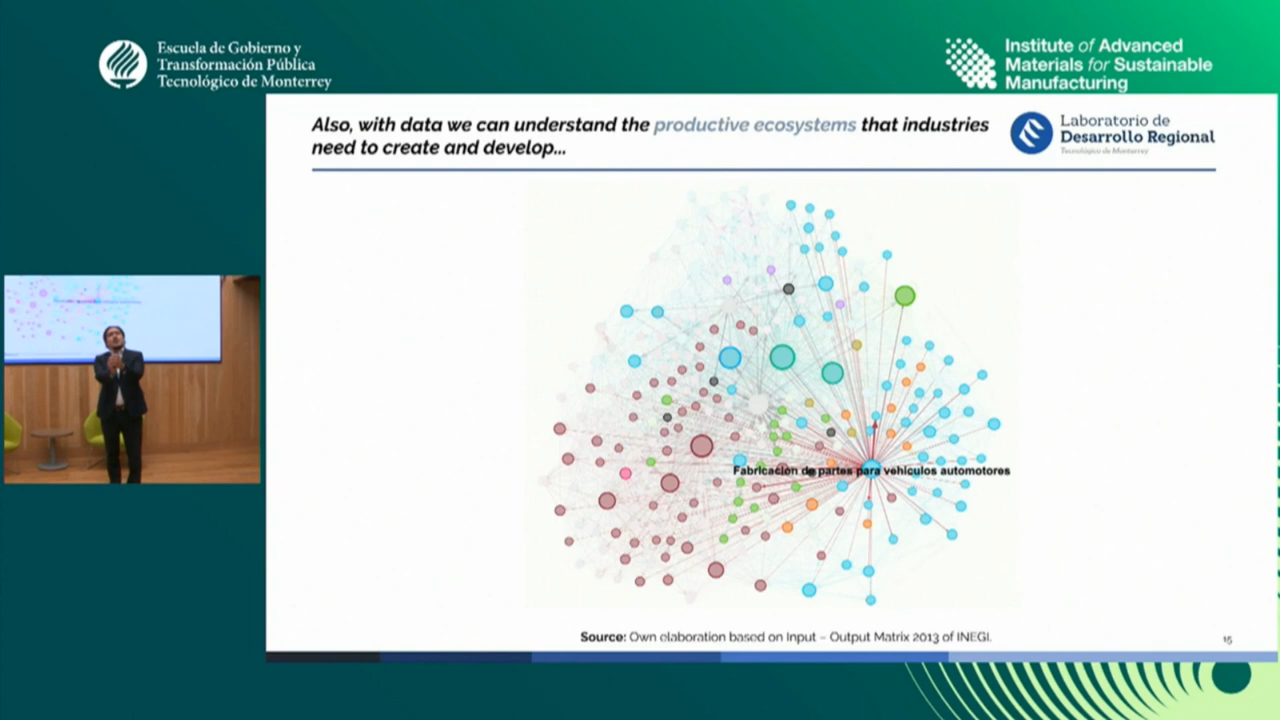 Escuela de Gobierno y
Transformación Pública
Tecnológico de Monterrey
Institute of Advanced
Materials for Sustainable
Manufacturing
Also, with data we can understand the productive ecosystems that industries
need to create and develop...
Laboratorio de
Desarrollo Regional
Tecnológico de Monterrey
Fabricación de partes para vehículos automotores
Source: Own elaboration based on Input – Output Matrix 2013 of INEGI.
15